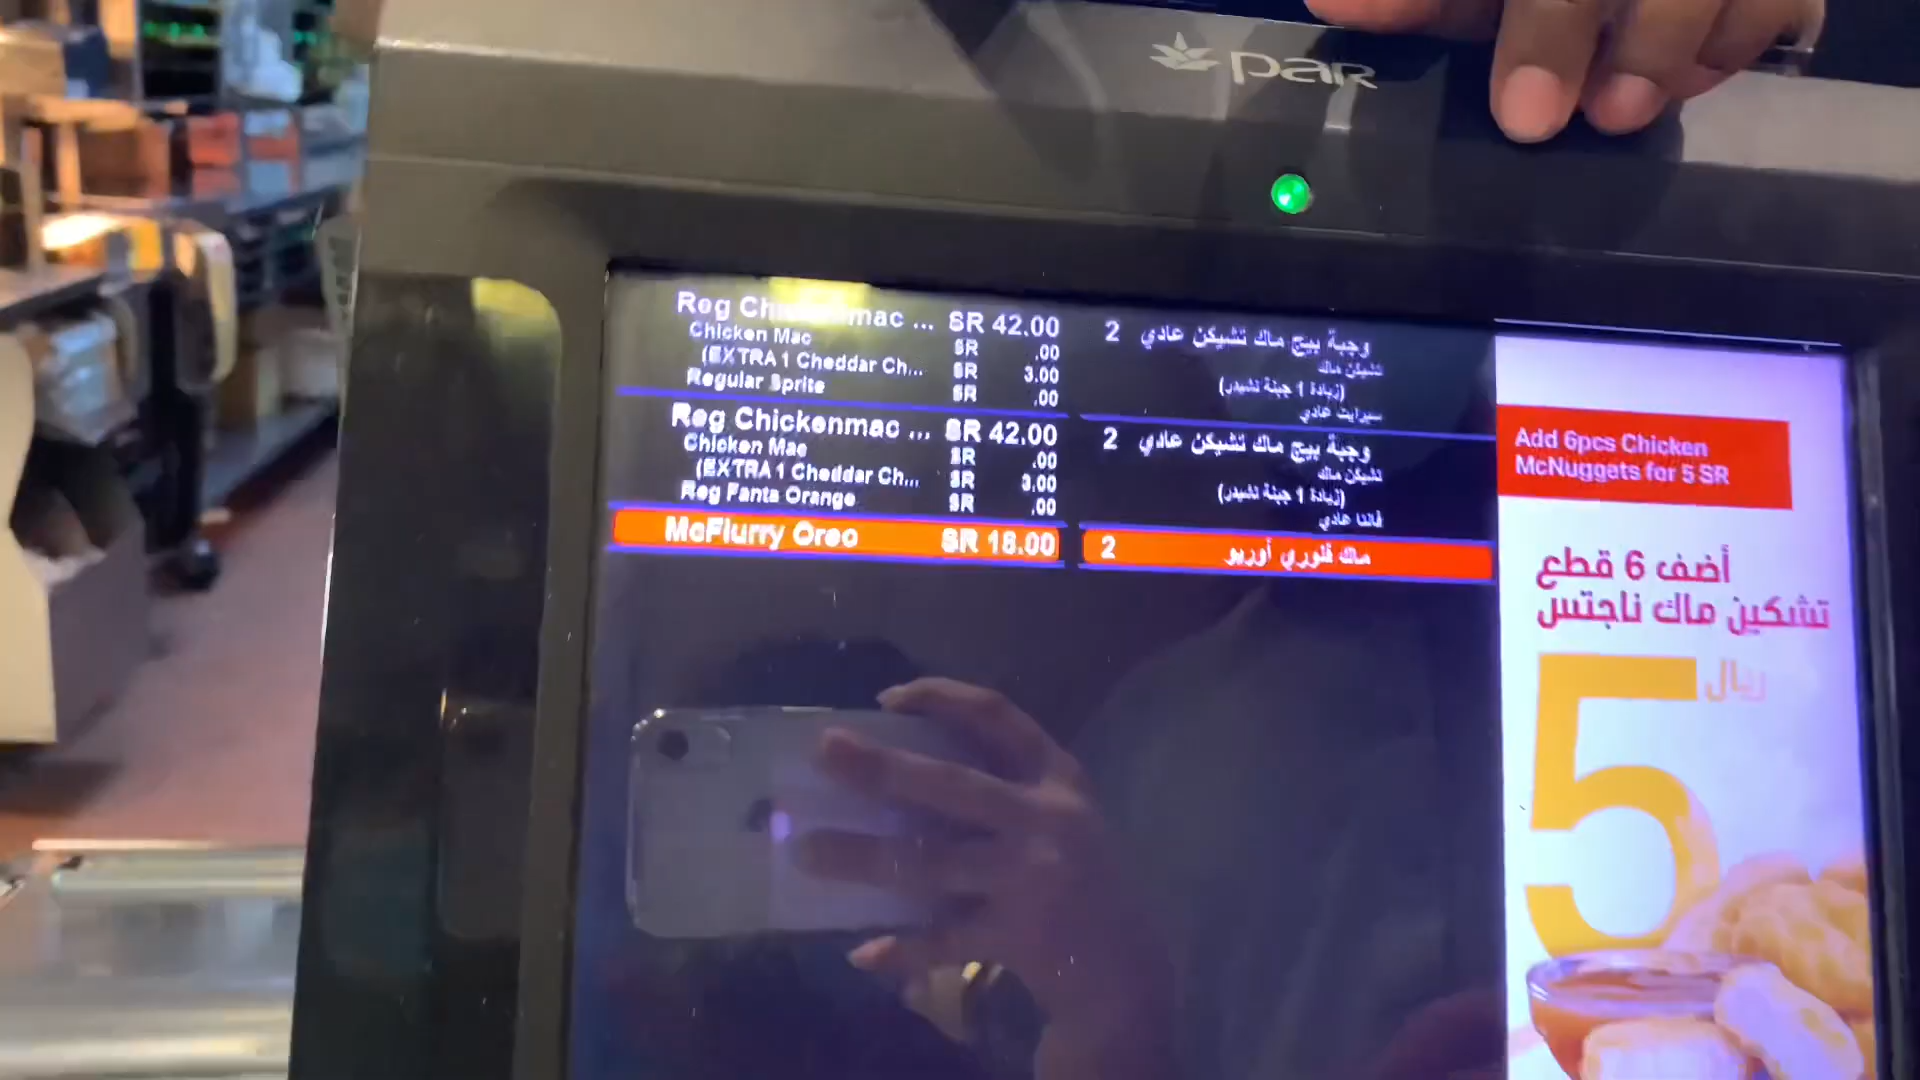 par
Reg Chickenmac ... SR 42.00 2 وجبة بيج ماك تشيكن عادي
Chicken Mac SR .00 تشيكن ماك
(EXTRA 1 Cheddar Ch... SR 3.00 (زيادة 1 جبنة تشيدر)
Regular Sprite SR .00 سبرايت عادي
Reg Chickenmac ... SR 42.00 2 وجبة بيج ماك تشيكن عادي
Chicken Mac SR .00 تشيكن ماك
(EXTRA 1 Cheddar Ch... SR 3.00 (زيادة 1 جبنة تشيدر)
Reg Fanta Orange SR .00 فانتا عادي
McFlurry Oreo SR 18.00 2 ماك فلوري أوريو
Add 6pcs Chicken
McNuggets for 5 SR
أضف 6 قطع
تشكين ماك ناجتس
5 ريال